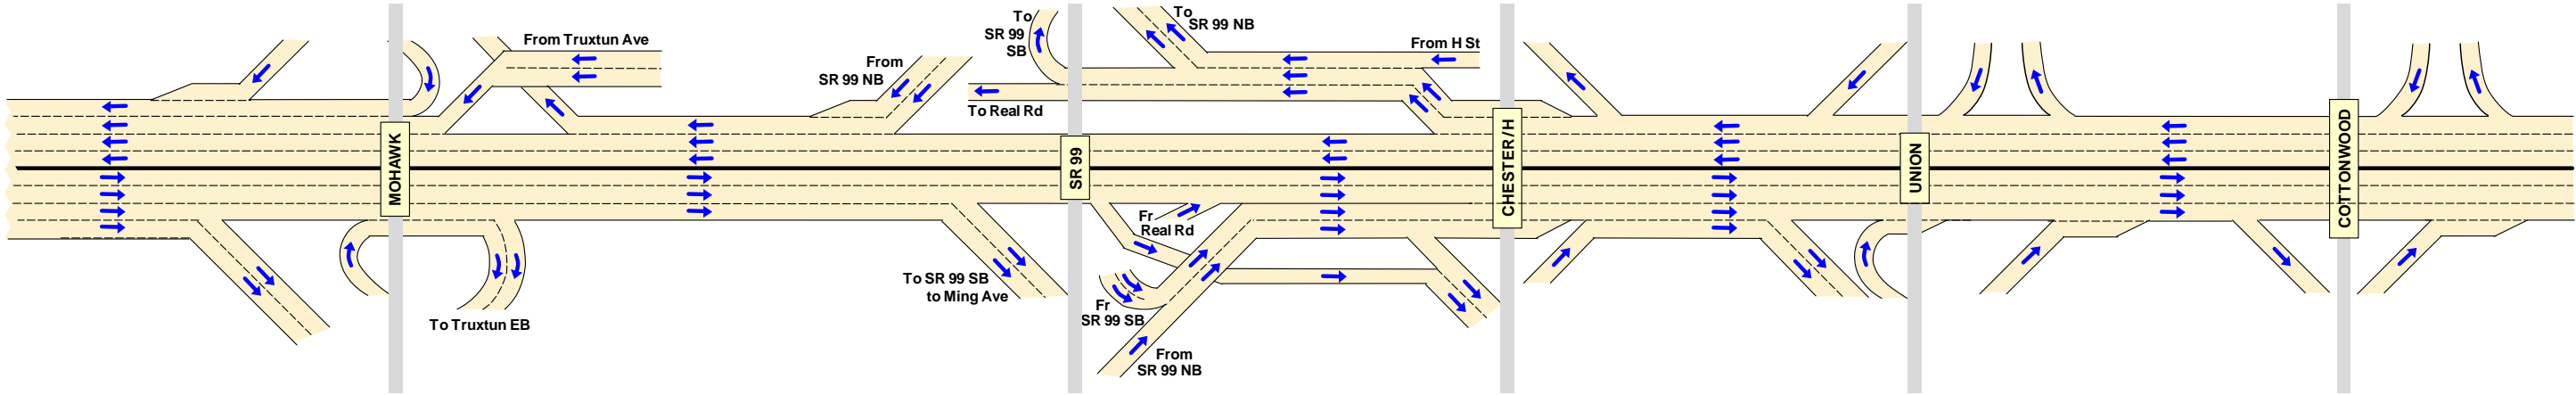 From Truxtun Ave
MOHAWK
To Truxtun EB
From
SR 99 NB
To
SR 99
SB
To Real Rd
To SR 99 SB
to Ming Ave
SR 99
To
SR 99 NB
From H St
Fr
Real Rd
Fr
SR 99 SB
From
SR 99 NB
CHESTER/H
UNION
COTTONWOOD